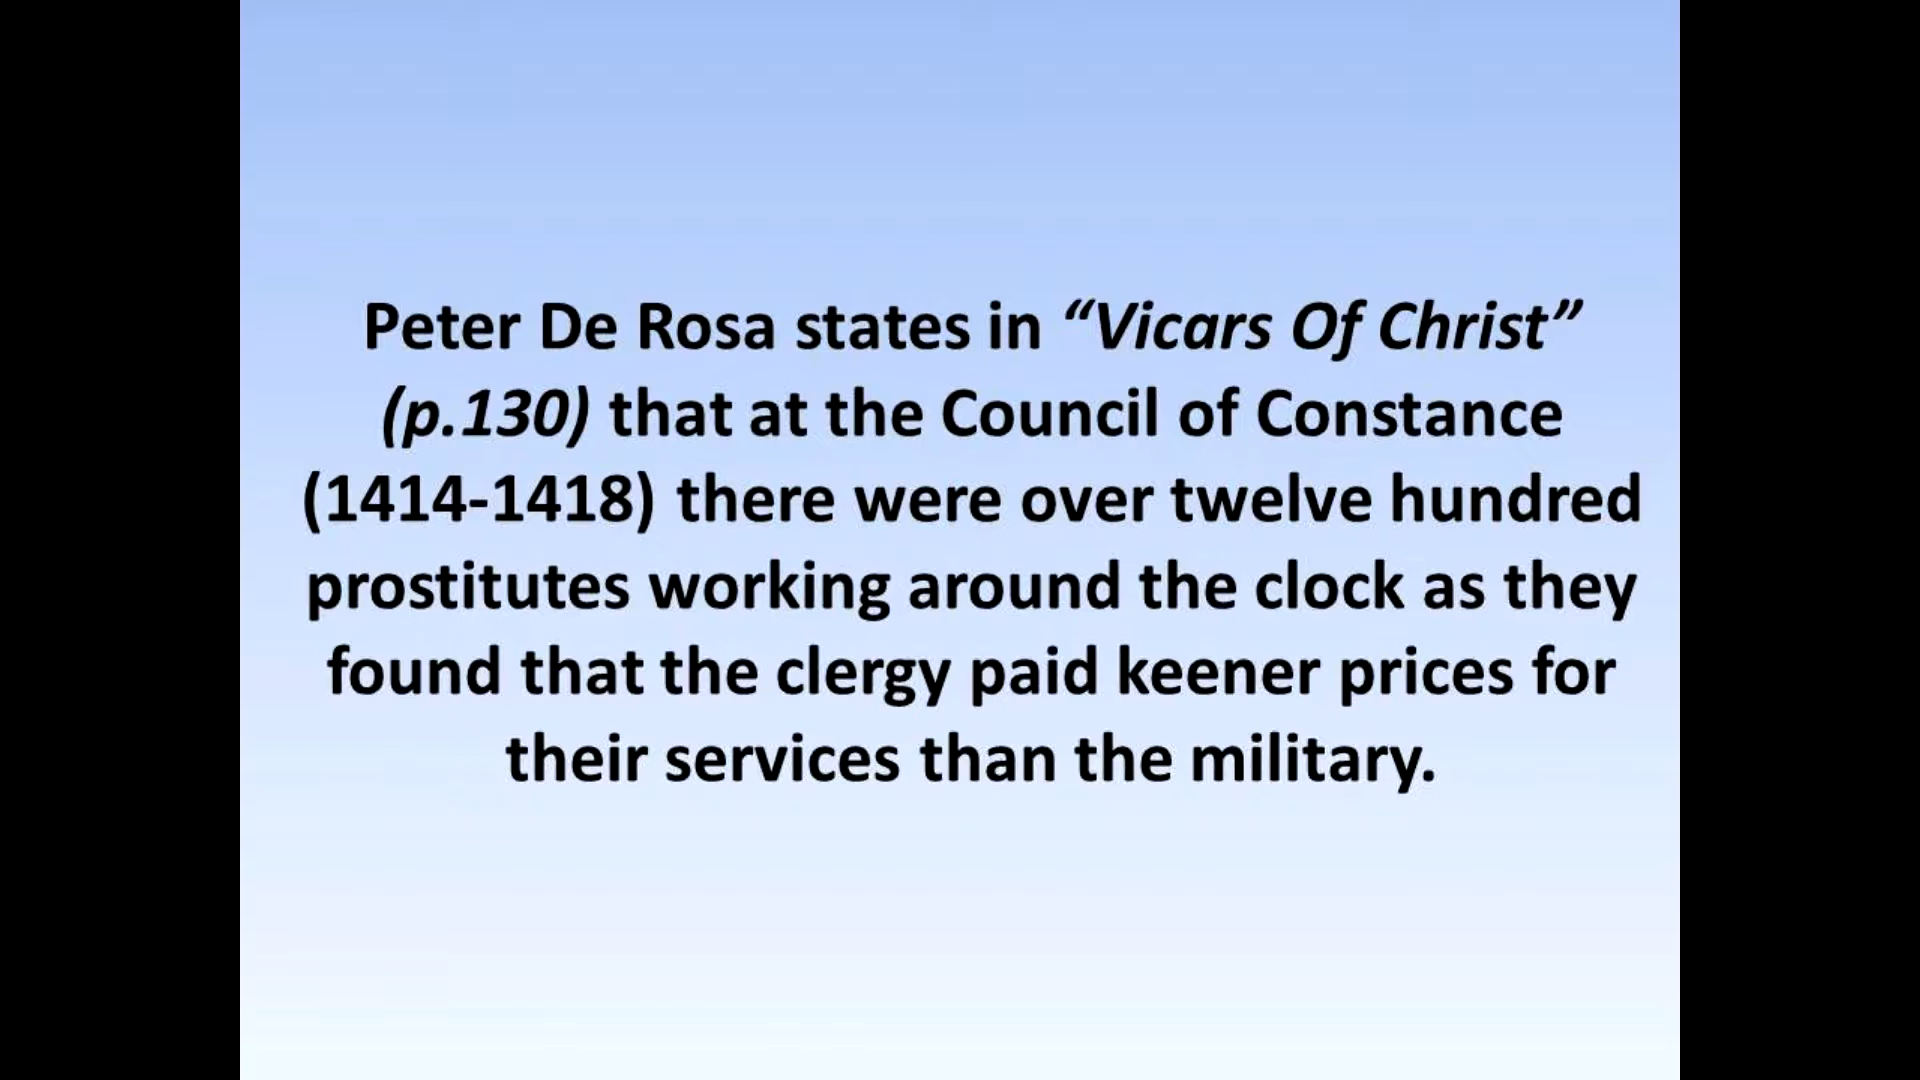 Peter De Rosa states in “Vicars Of Christ”
(p.130) that at the Council of Constance
(1414-1418) there were over twelve hundred
prostitutes working around the clock as they
found that the clergy paid keener prices for
their services than the military.